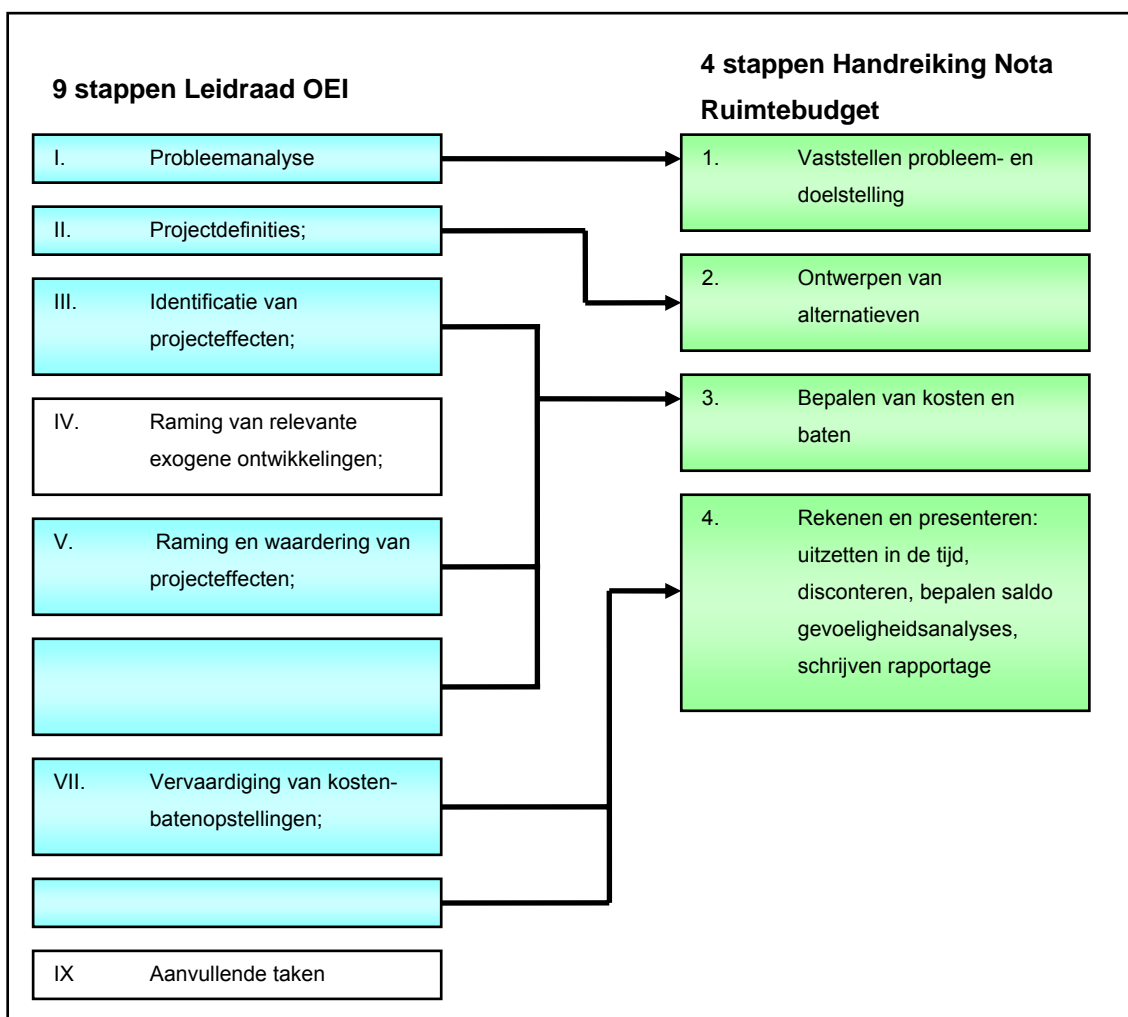 9 stappen Leidraad OEI
I. Probleemanalyse
II. Projectdefinities;
III. Identificatie van
projecteffecten;
IV. Raming van relevante
exogene ontwikkelingen;
V. Raming en waardering van
projecteffecten;
VII. Vervaardiging van kosten-
batenopstellingen;
IX Aanvullende taken
4 stappen Handreiking Nota
Ruimtebudget
1. Vaststellen probleem- en
doelstelling
2. Ontwerpen van
alternatieven
3. Bepalen van kosten en
baten
4. Rekenen en presenteren:
uitzetten in de tijd,
disconteren, bepalen saldo
gevoeligheidsanalyses,
schrijven rapportage